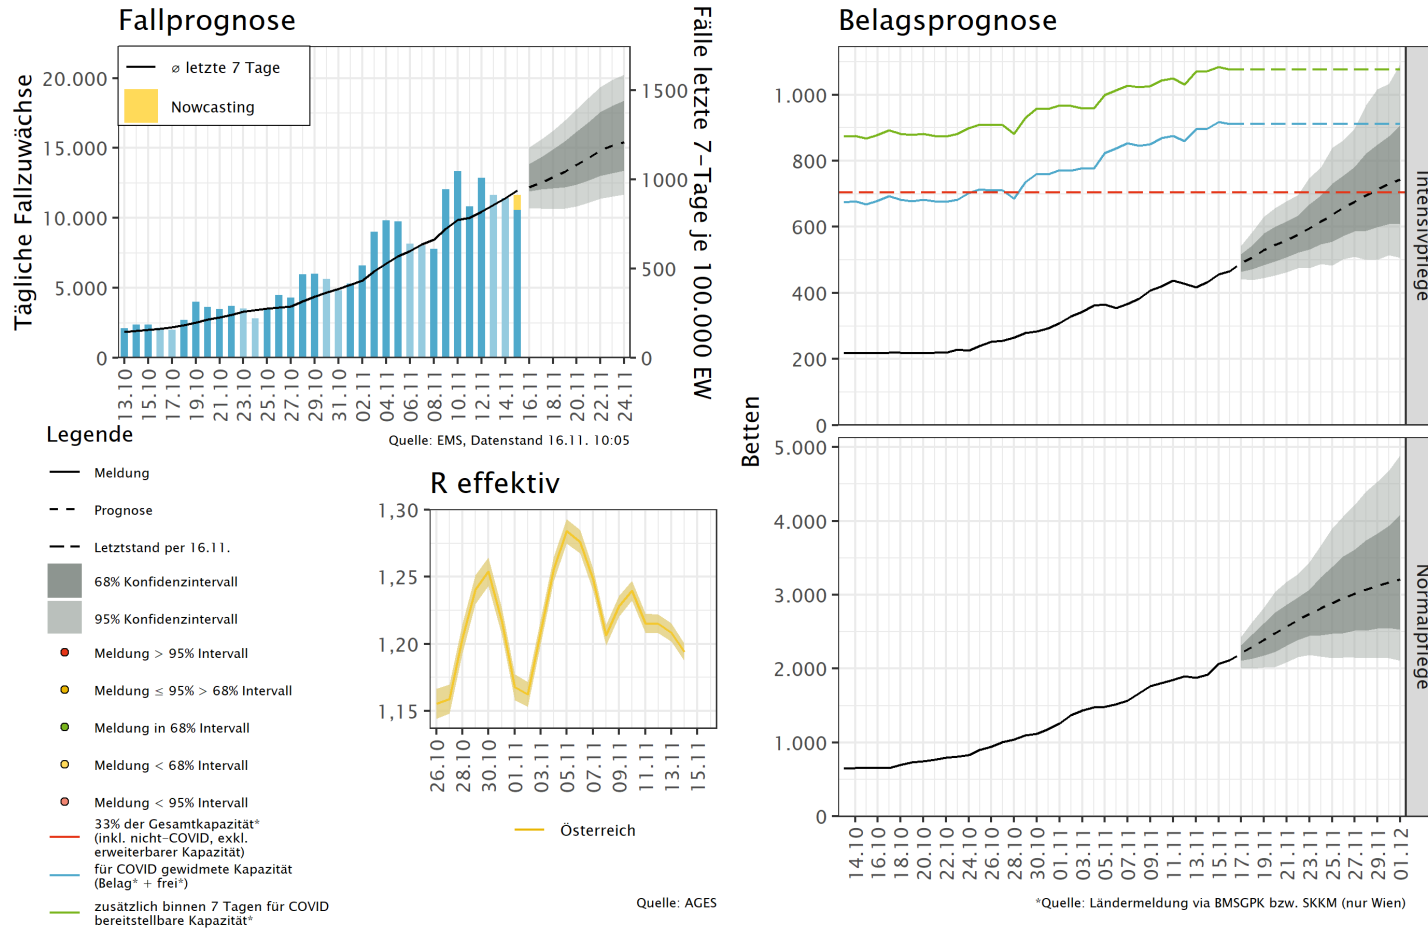 Fallprognose
⌀ letzte 7 Tage
Nowcasting
Tägliche Fallzuwächse
20.000
15.000
10.000
5.000
0
1500
1000
500
0
Fälle letzte 7-Tage je 100.000 EW
13.10
15.10
17.10
19.10
21.10
23.10
25.10
27.10
29.10
31.10
02.11
04.11
06.11
08.11
10.11
12.11
14.11
16.11
18.11
20.11
22.11
24.11
Quelle: EMS, Datenstand 16.11. 10:05
Legende
Meldung
Prognose
Letztstand per 16.11.
68% Konfidenzintervall
95% Konfidenzintervall
Meldung > 95% Intervall
Meldung ≤ 95% > 68% Intervall
Meldung in 68% Intervall
Meldung < 68% Intervall
Meldung < 95% Intervall
33% der Gesamtkapazität*
(inkl. nicht-COVID, exkl.
erweiterbarer Kapazität)
für COVID gewidmete Kapazität
(Belag* + frei*)
zusätzlich binnen 7 Tagen für COVID
bereitstellbare Kapazität*
R effektiv
1,30
1,25
1,20
1,15
26.10
28.10
30.10
01.11
03.11
05.11
07.11
09.11
11.11
13.11
15.11
Österreich
Quelle: AGES
Belagsprognose
Betten
1.000
800
600
400
200
0
Intensivpflege
5.000
4.000
3.000
2.000
1.000
0
Normalpflege
14.10
16.10
18.10
20.10
22.10
24.10
26.10
28.10
30.10
01.11
03.11
05.11
07.11
09.11
11.11
13.11
15.11
17.11
19.11
21.11
23.11
25.11
27.11
29.11
01.12
*Quelle: Ländermeldung via BMSGPK bzw. SKKM (nur Wien)